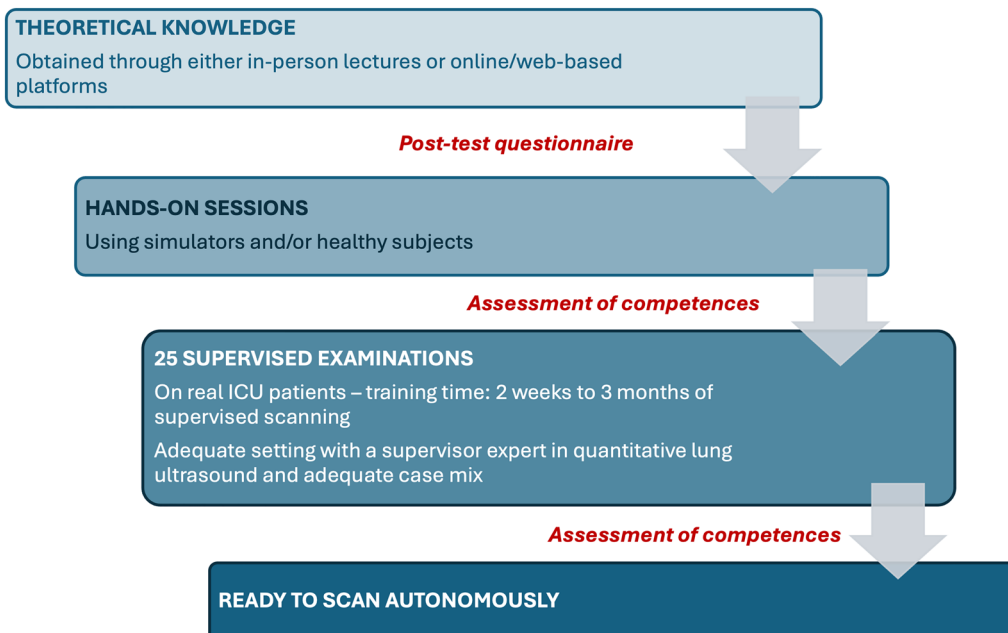 THEORETICAL KNOWLEDGE
Obtained through either in-person lectures or online/web-based
platforms
Post-test questionnaire
HANDS-ON SESSIONS
Using simulators and/or healthy subjects
Assessment of competences
25 SUPERVISED EXAMINATIONS
On real ICU patients – training time: 2 weeks to 3 months of
supervised scanning
Adequate setting with a supervisor expert in quantitative lung
ultrasound and adequate case mix
Assessment of competences
READY TO SCAN AUTONOMOUSLY